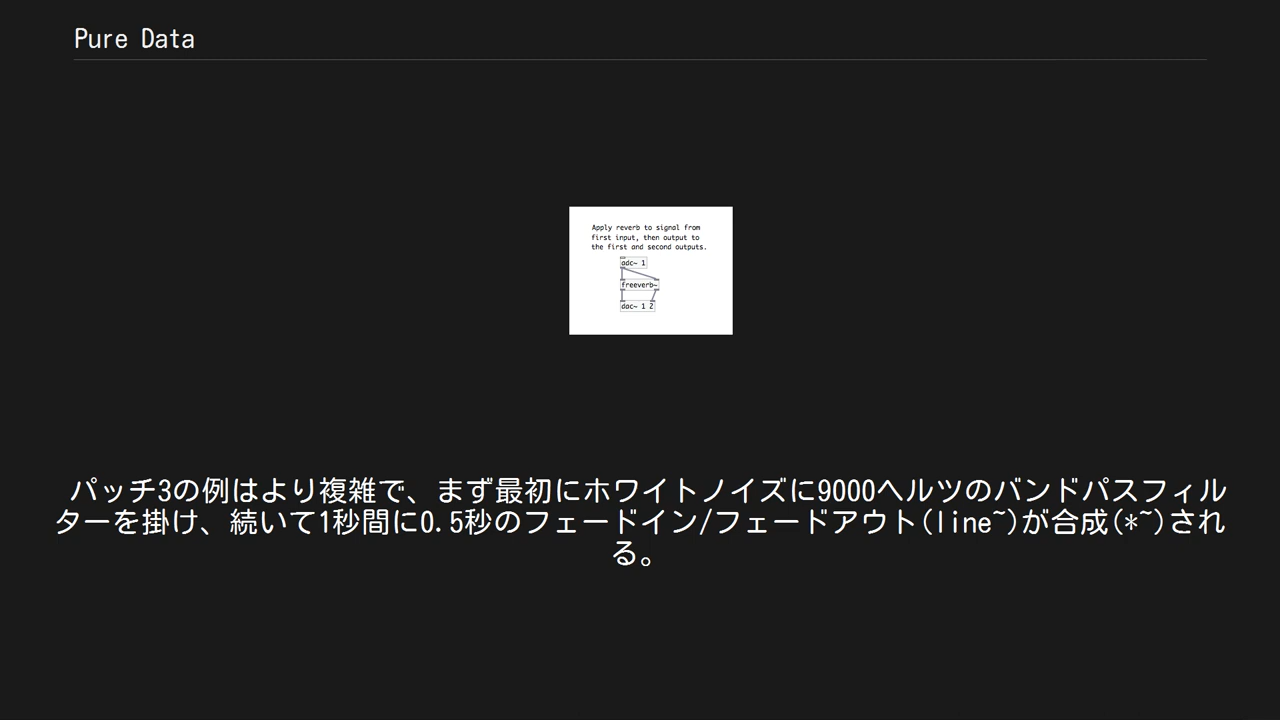 Pure Data
Apply reverb to signal from
first input, then output to
the first and second outputs.
adc~ 1
freeverb~
dac~ 1 2
パッチ3の例はより複雑で、まず最初にホワイトノイズに9000ヘルツのバンドパスフィル
ターを掛け、続いて1秒間に0.5秒のフェードイン/フェードアウト(line~)が合成(*~)され
る。